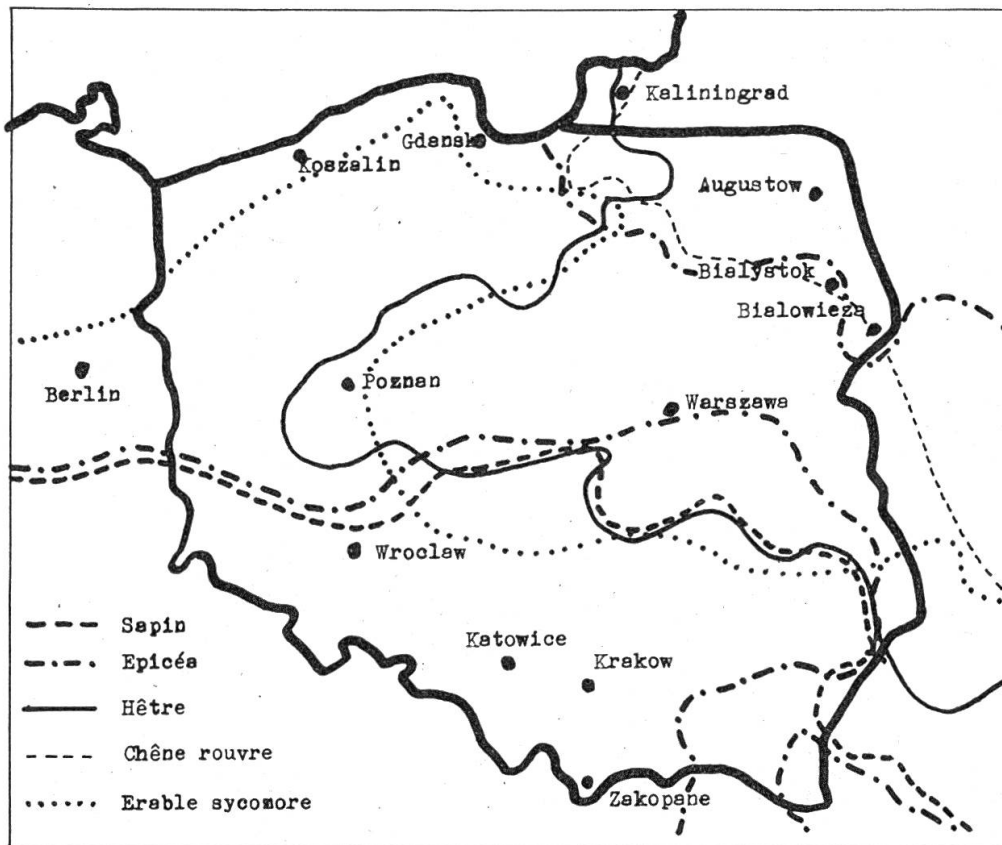 Kaliningrad
Gdansk
Koszalin
Augustow
Bialystok
Bialowieza
Berlin
Poznan
Warszawa
Wroclaw
Sapin
Katowice
Epicéa
Krakow
Hêtre
Chêne rouvre
Zakopane
Erable sycomore